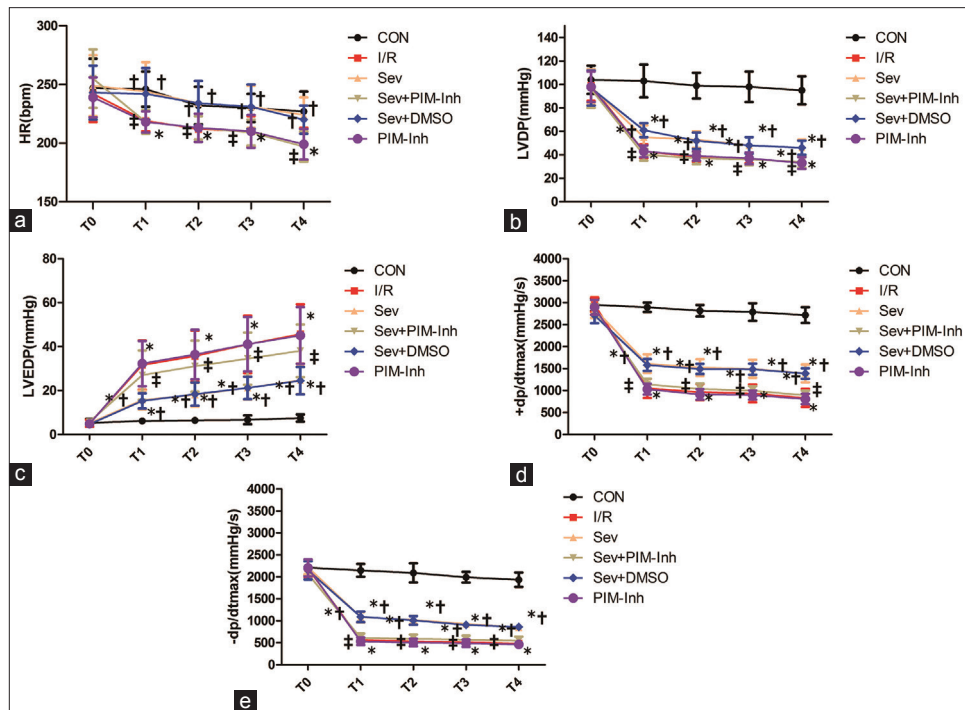 300
250
200
150
HR(bpm)
T0 T1 T2 T3 T4
CON
I/R
Sev
Sev+PIM-Inh
Sev+DMSO
PIM-Inh
† † † † †
‡ ‡ ‡ ‡
* * * *
a
140
120
100
80
60
40
20
0
LVDP(mmHg)
T0 T1 T2 T3 T4
CON
I/R
Sev
Sev+PIM-Inh
Sev+DMSO
PIM-Inh
*† *† *† *†
*† *† *† *†
‡ ‡ ‡ ‡
* * * *
b
80
60
40
20
0
LVEDP(mmHg)
T0 T1 T2 T3 T4
CON
I/R
Sev
Sev+PIM-Inh
Sev+DMSO
PIM-Inh
* * * *
‡ ‡ ‡ ‡
*† *† *† *†
*† *† *† *†
c
4000
3500
3000
2500
2000
1500
1000
500
0
+dp/dtmax(mmHg/s)
T0 T1 T2 T3 T4
CON
I/R
Sev
Sev+PIM-Inh
Sev+DMSO
PIM-Inh
*† *† *† *†
*† *† *† *†
‡ ‡ ‡ ‡
* * * *
d
4000
3500
3000
2500
2000
1500
1000
500
0
-dp/dtmax(mmHg/s)
T0 T1 T2 T3 T4
CON
I/R
Sev
Sev+PIM-Inh
Sev+DMSO
PIM-Inh
*† *† *† *†
*† *† *† *†
‡ ‡ ‡ ‡
* * * *
e